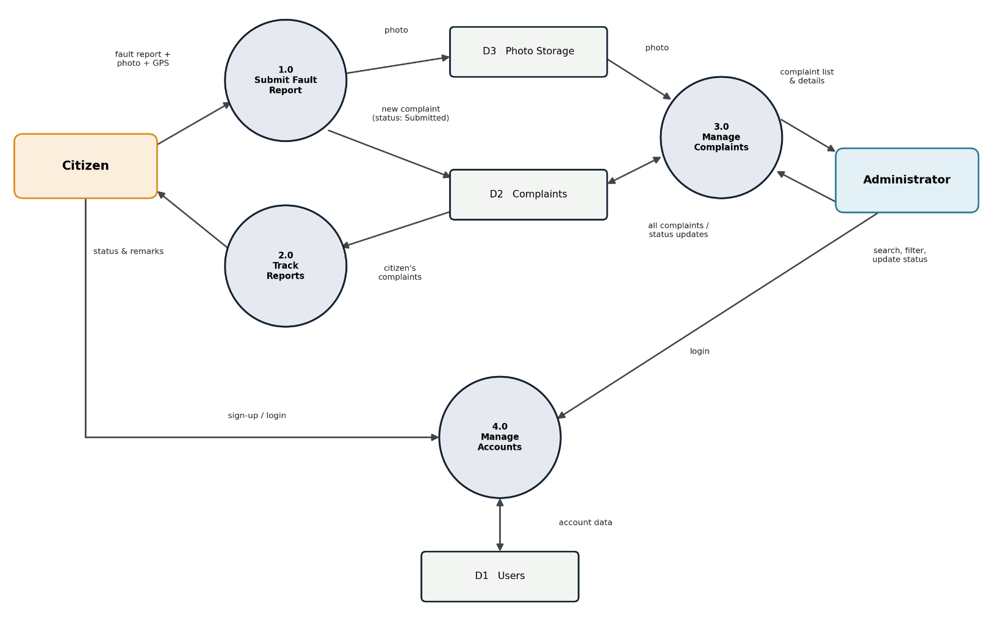 photo
fault report +
photo + GPS
1.0
Submit Fault
Report
D3   Photo Storage
photo
complaint list
& details
new complaint
(status: Submitted)
3.0
Manage
Complaints
Citizen
Administrator
D2   Complaints
all complaints /
status updates
status & remarks
2.0
Track
Reports
citizen's
complaints
search, filter,
update status
login
sign-up / login
4.0
Manage
Accounts
account data
D1   Users